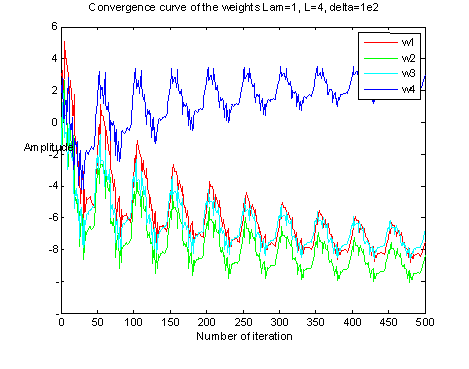 Convergence curve of the weights Lam=1, L=4, delta=1e2
6
4
2
0
Amplitude
-2
-4
-6
-8
-
-
0 50 100 150 200 250 300 350 400 450 500
Number of iteration
w1
w2
w3
w4